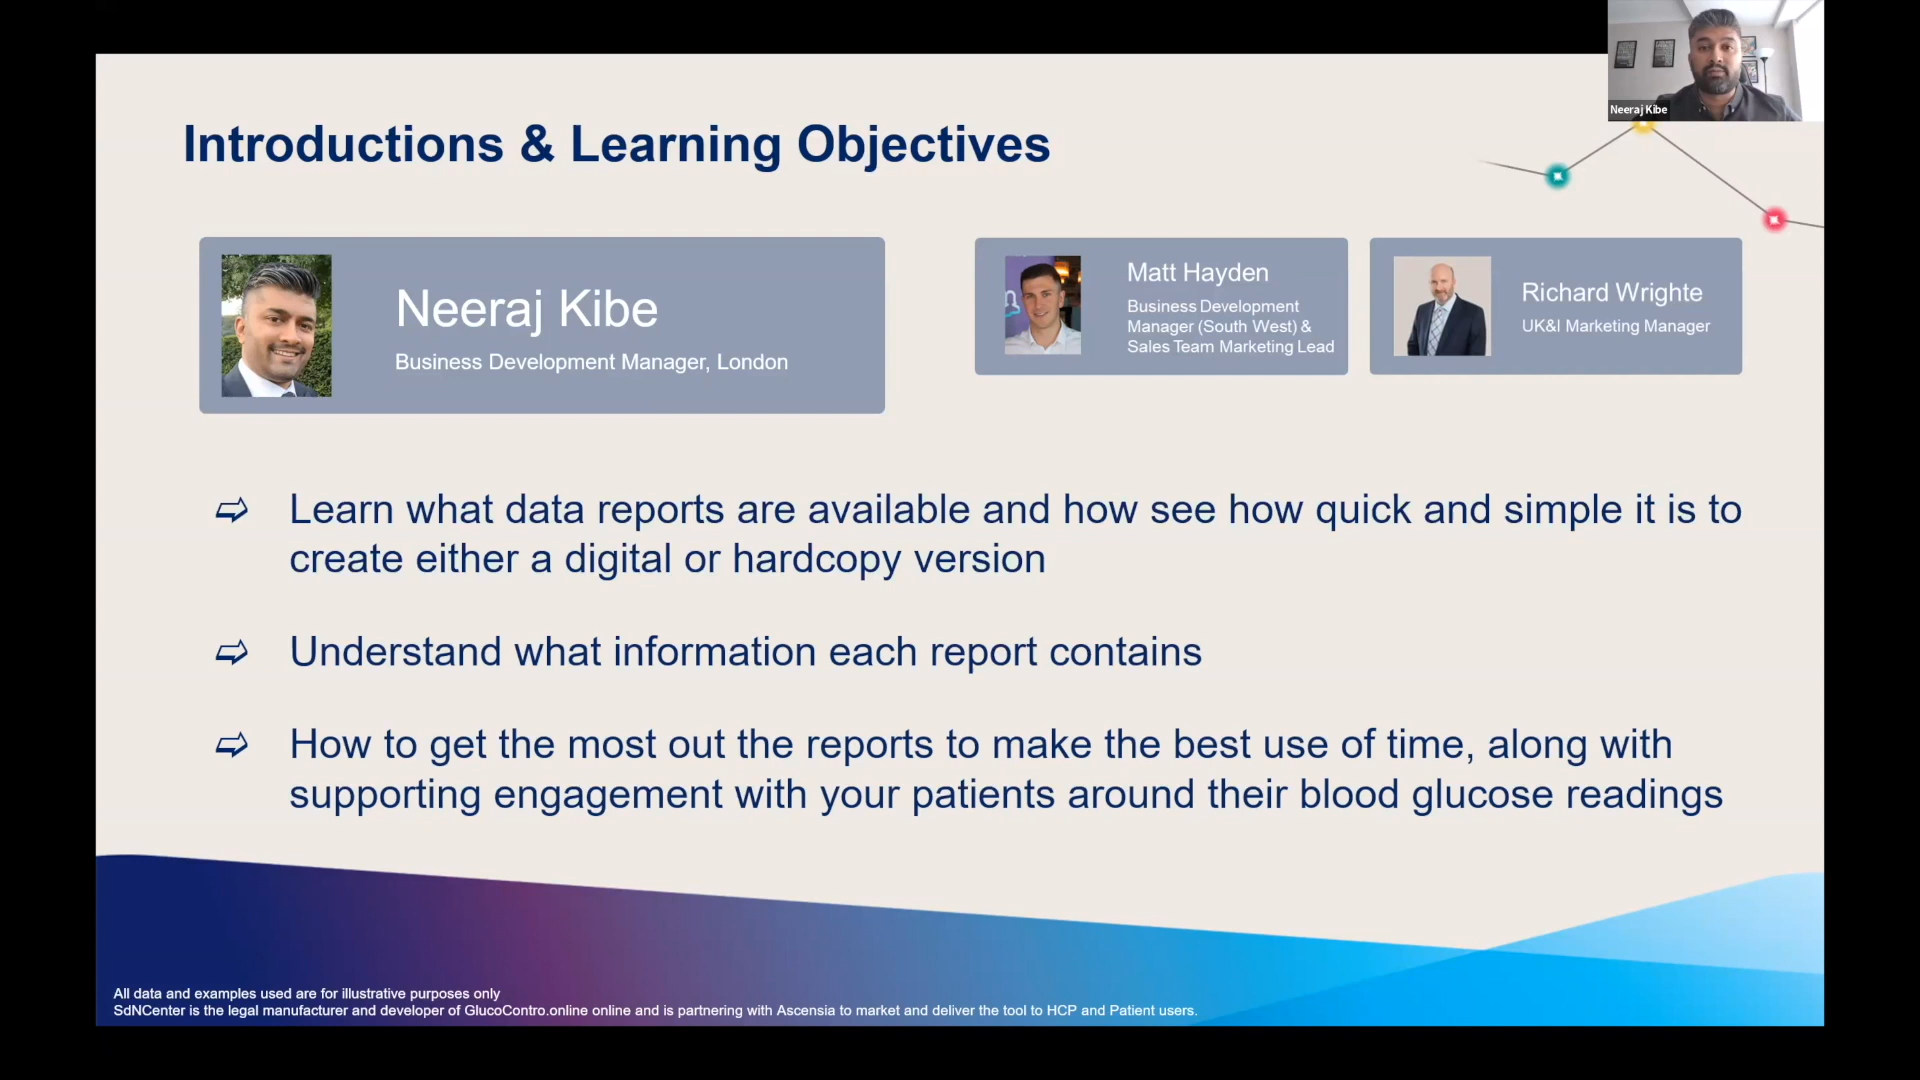 Neeraj Kibe
Introductions & Learning Objectives
Neeraj Kibe
Business Development Manager, London
Matt Hayden
Business Development
Manager (South West) &
Sales Team Marketing Lead
Richard Wrighte
UK&I Marketing Manager
Learn what data reports are available and how see how quick and simple it is to
create either a digital or hardcopy version
Understand what information each report contains
How to get the most out the reports to make the best use of time, along with
supporting engagement with your patients around their blood glucose readings
All data and examples used are for illustrative purposes only
SdNCenter is the legal manufacturer and developer of GlucoContro.online online and is partnering with Ascensia to market and deliver the tool to HCP and Patient users.